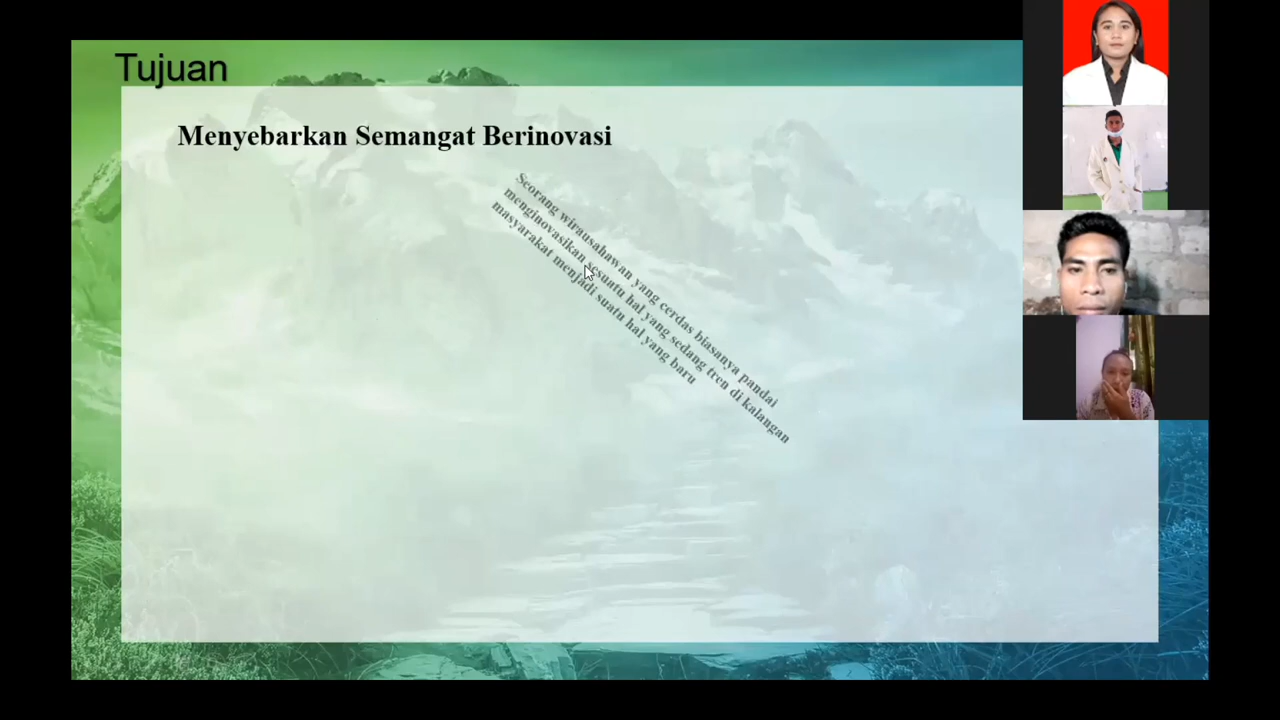 Tujuan
Menyebarkan Semangat Berinovasi
Seorang wirausahawan yang cerdas biasanya pandai
menginovasikan sesuatu hal yang sedang tren di kalangan
masyarakat menjadi suatu hal yang baru